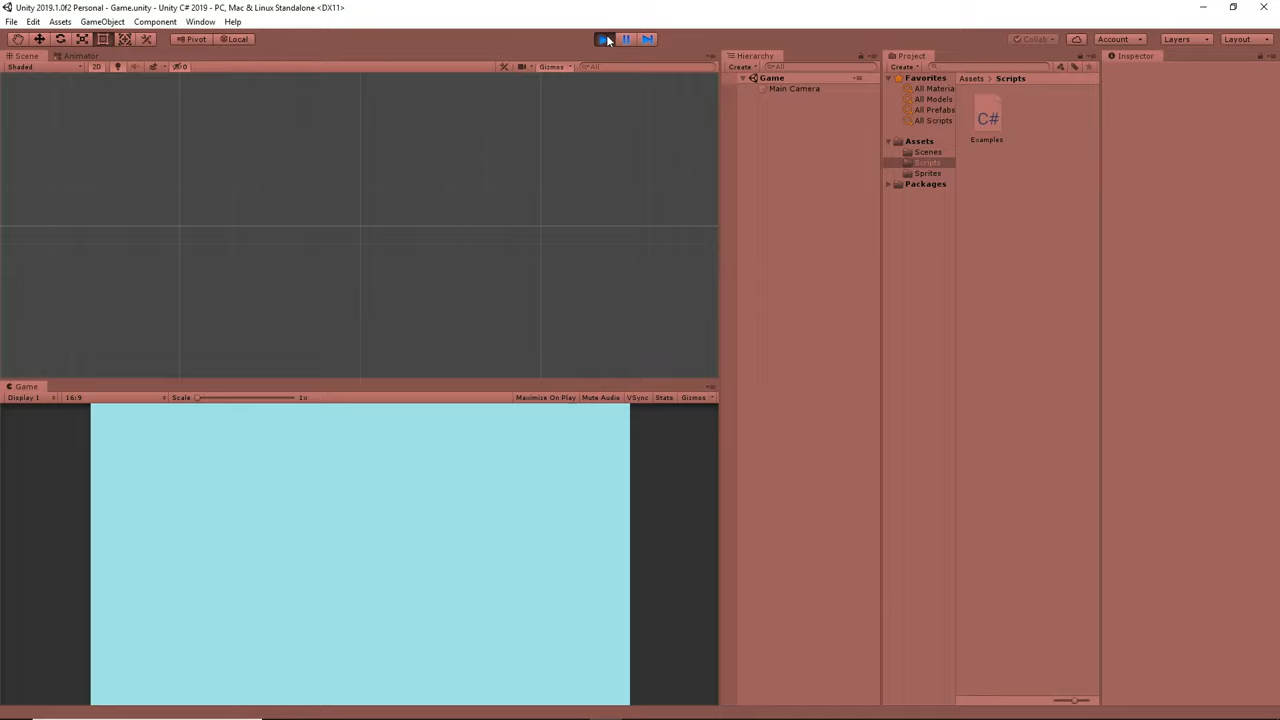 Unity 2019.1.0f2 Personal - Game.unity - Unity C# 2019 - PC, Mac & Linux Standalone <DX11>
File Edit Assets GameObject Component Window Help
Pivot Local Collab Account Layers Layout
Scene Animator Hierarchy Project Inspector
Shaded 2D 0 Gizmos All Create All Create
Game Favorites Assets > Scripts
Main Camera All Materia
All Models
All Prefabs
All Scripts
C#
Examples
Assets
Scenes
Scripts
Sprites
Packages
Game
Display 1 16:9 Scale 1x Maximize On Play Mute Audio VSync Stats Gizmos